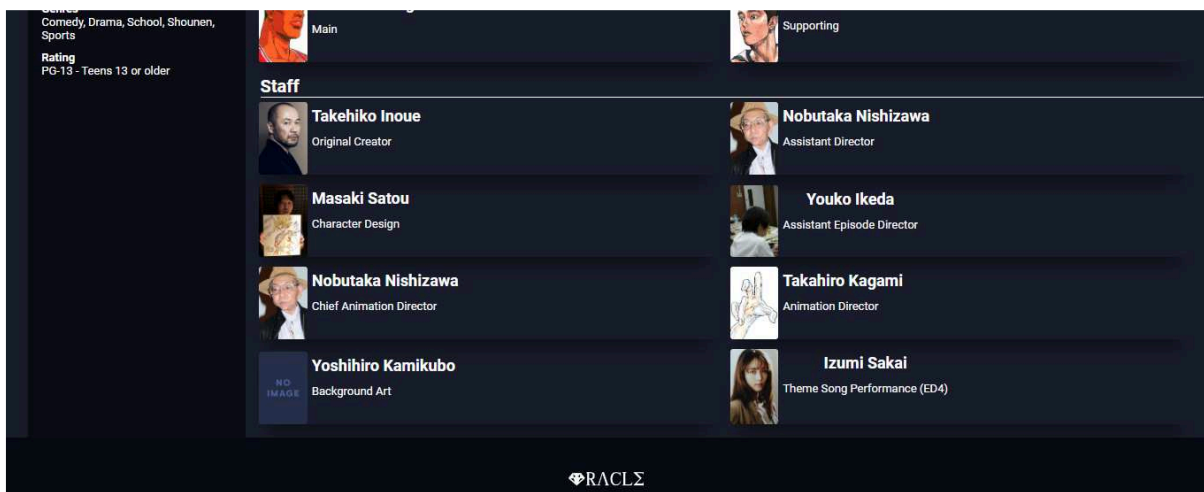 Comedy, Drama, School, Shounen,
Sports
Rating
PG-13 - Teens 13 or older
Main
Supporting
Staff
Takehiko Inoue
Original Creator
Nobutaka Nishizawa
Assistant Director
Masaki Satou
Character Design
Youko Ikeda
Assistant Episode Director
Nobutaka Nishizawa
Chief Animation Director
Takahiro Kagami
Animation Director
NO
IMAGE
Yoshihiro Kamikubo
Background Art
Izumi Sakai
Theme Song Performance (ED4)
RΛCLΣ